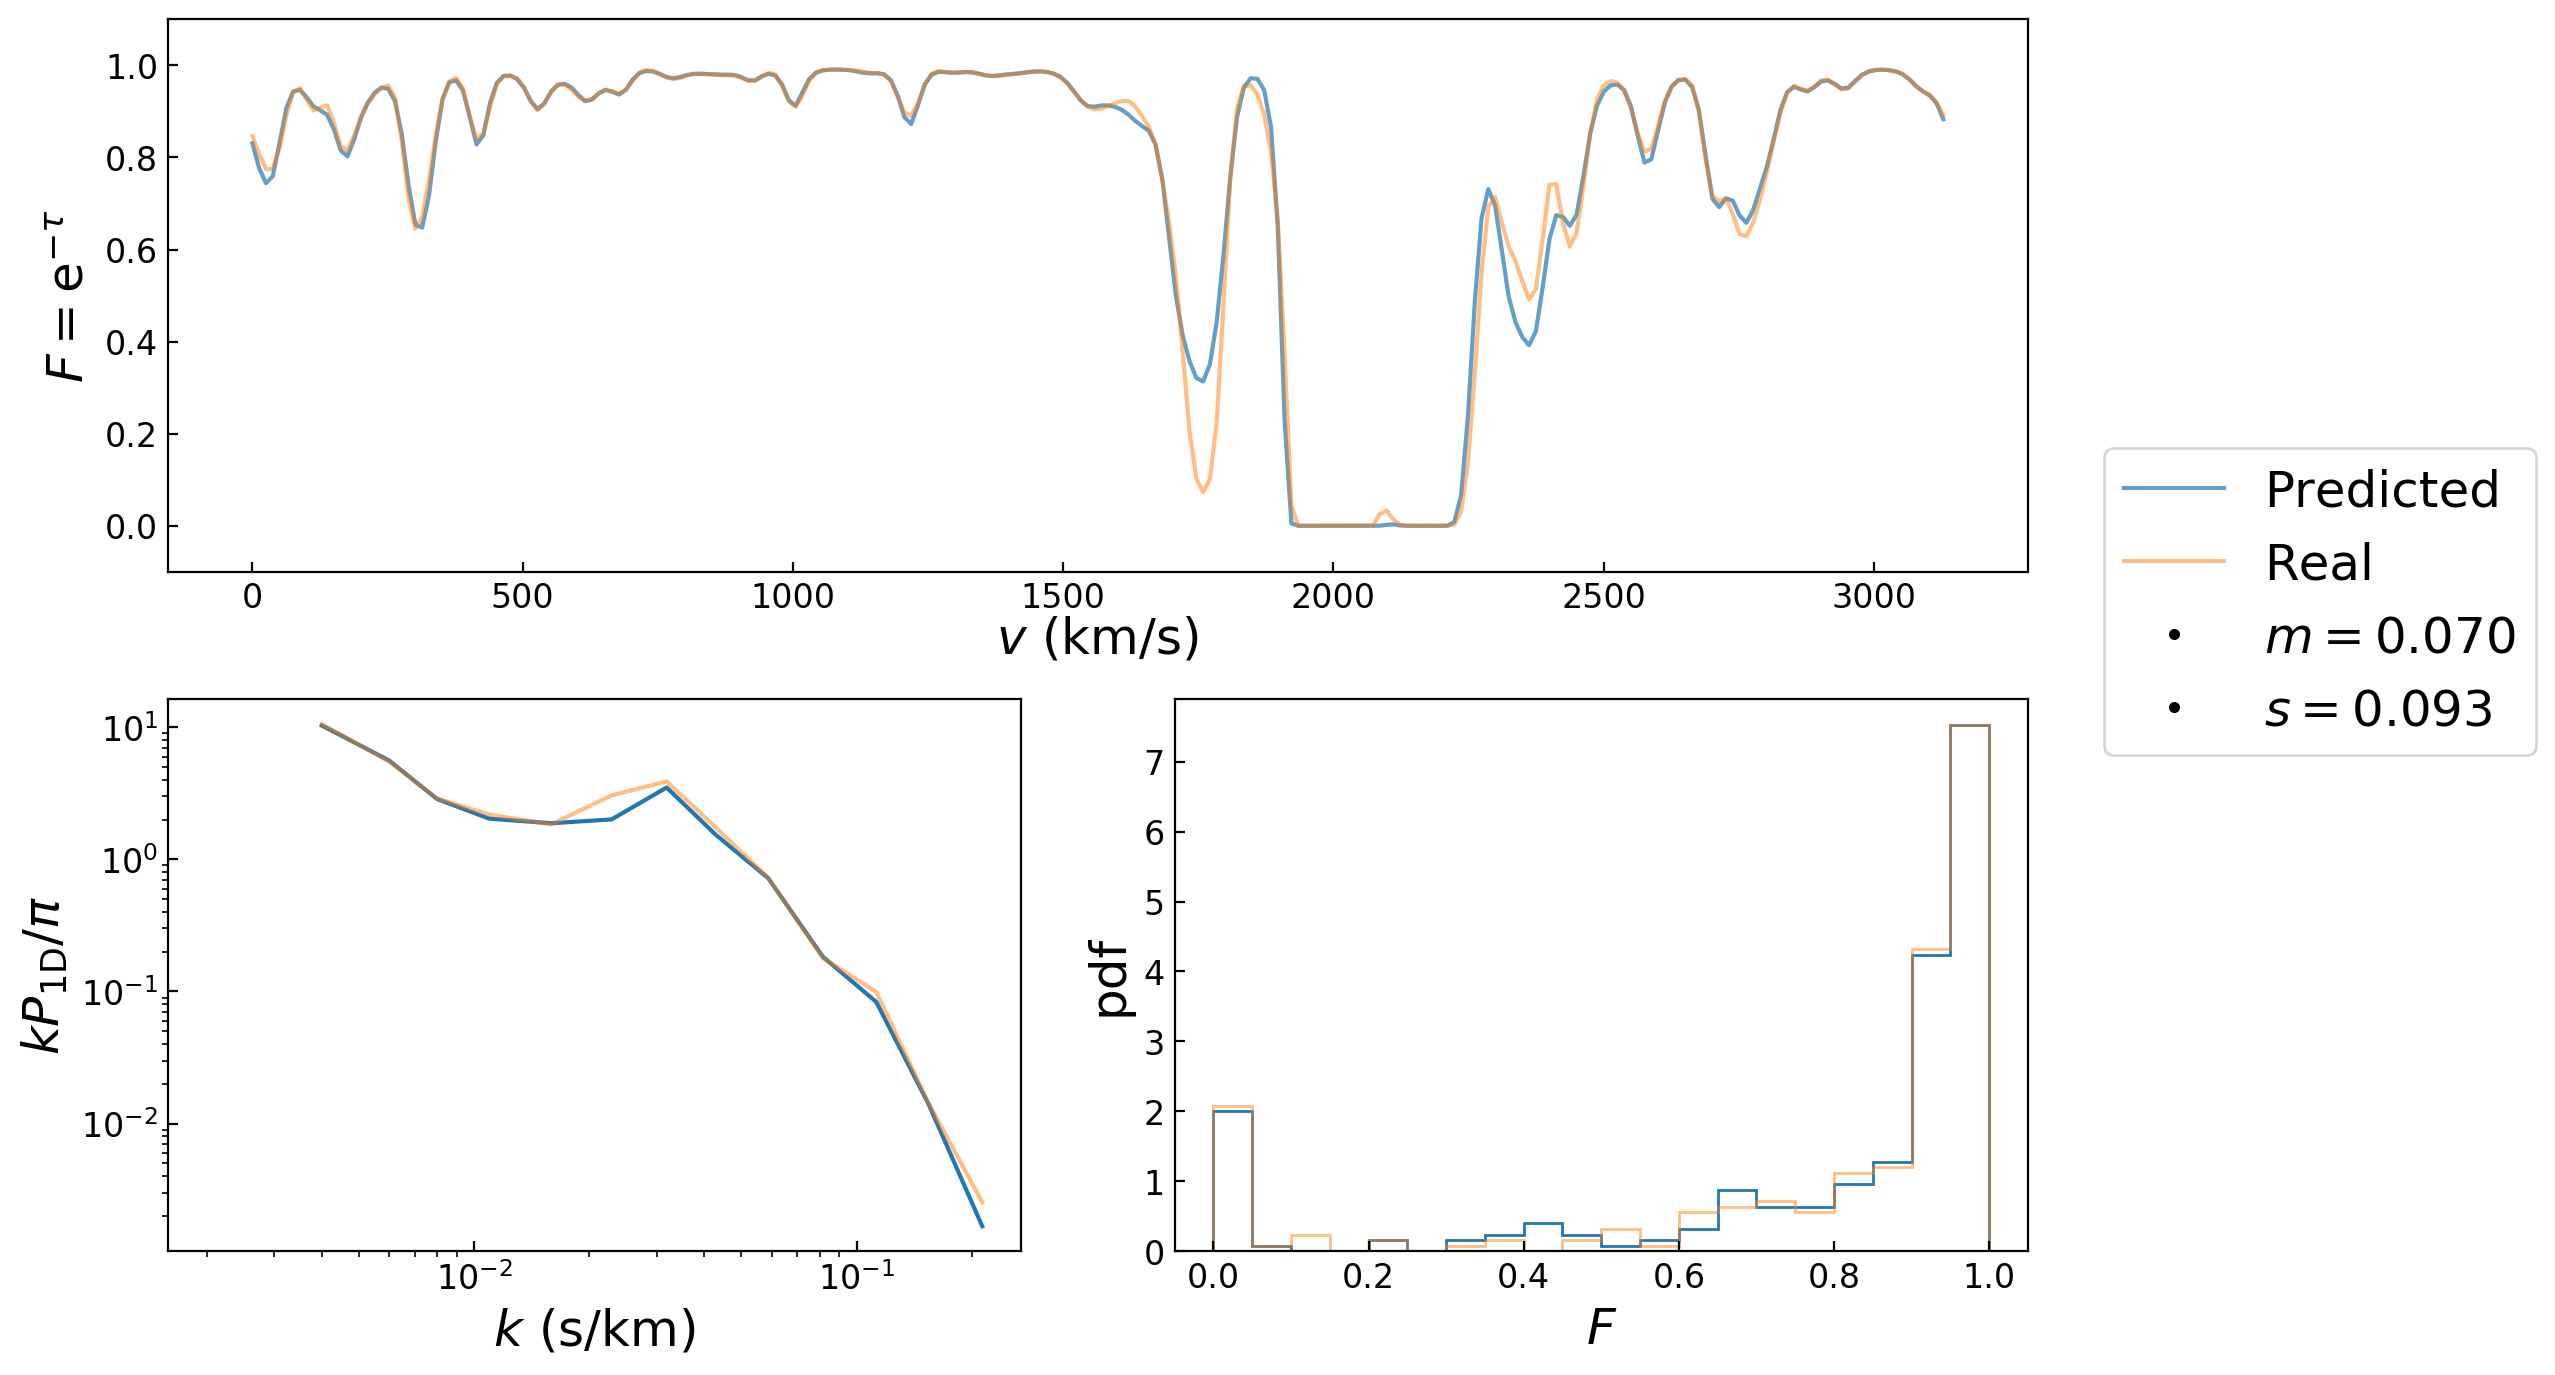 F = e^{−τ}
1.0
0.8
0.6
0.4
0.2
0.0
0 500 1000 1500 2000 2500 3000
v (km/s)
Predicted
Real
m = 0.070
s = 0.093
kP_{1D}/π
10^1
10^0
10^{−1}
10^{−2}
10^{−2} 10^{−1}
k (s/km)
pdf
7
6
5
4
3
2
1
0
0.0 0.2 0.4 0.6 0.8 1.0
F